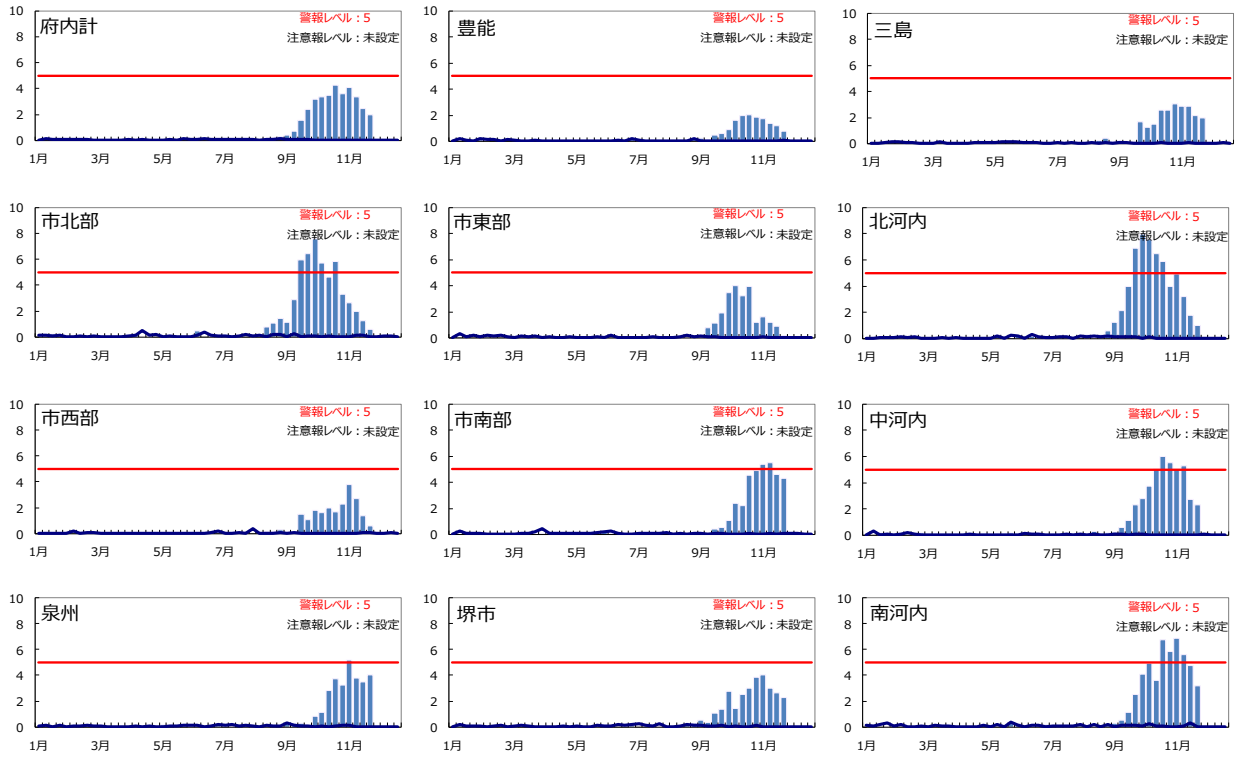 府内計
警報レベル：5
注意報レベル：未設定
10
8
6
4
2
0
1月 3月 5月 7月 9月 11月
豊能
警報レベル：5
注意報レベル：未設定
10
8
6
4
2
0
1月 3月 5月 7月 9月 11月
三島
警報レベル：5
注意報レベル：未設定
10
8
6
4
2
0
1月 3月 5月 7月 9月 11月
市北部
警報レベル：5
注意報レベル：未設定
10
8
6
4
2
0
1月 3月 5月 7月 9月 11月
市東部
警報レベル：5
注意報レベル：未設定
10
8
6
4
2
0
1月 3月 5月 7月 9月 11月
北河内
警報レベル：5
注意報レベル：未設定
10
8
6
4
2
0
1月 3月 5月 7月 9月 11月
市西部
警報レベル：5
注意報レベル：未設定
10
8
6
4
2
0
1月 3月 5月 7月 9月 11月
市南部
警報レベル：5
注意報レベル：未設定
10
8
6
4
2
0
1月 3月 5月 7月 9月 11月
中河内
警報レベル：5
注意報レベル：未設定
10
8
6
4
2
0
1月 3月 5月 7月 9月 11月
泉州
警報レベル：5
注意報レベル：未設定
10
8
6
4
2
0
1月 3月 5月 7月 9月 11月
堺市
警報レベル：5
注意報レベル：未設定
10
8
6
4
2
0
1月 3月 5月 7月 9月 11月
南河内
警報レベル：5
注意報レベル：未設定
10
8
6
4
2
0
1月 3月 5月 7月 9月 11月